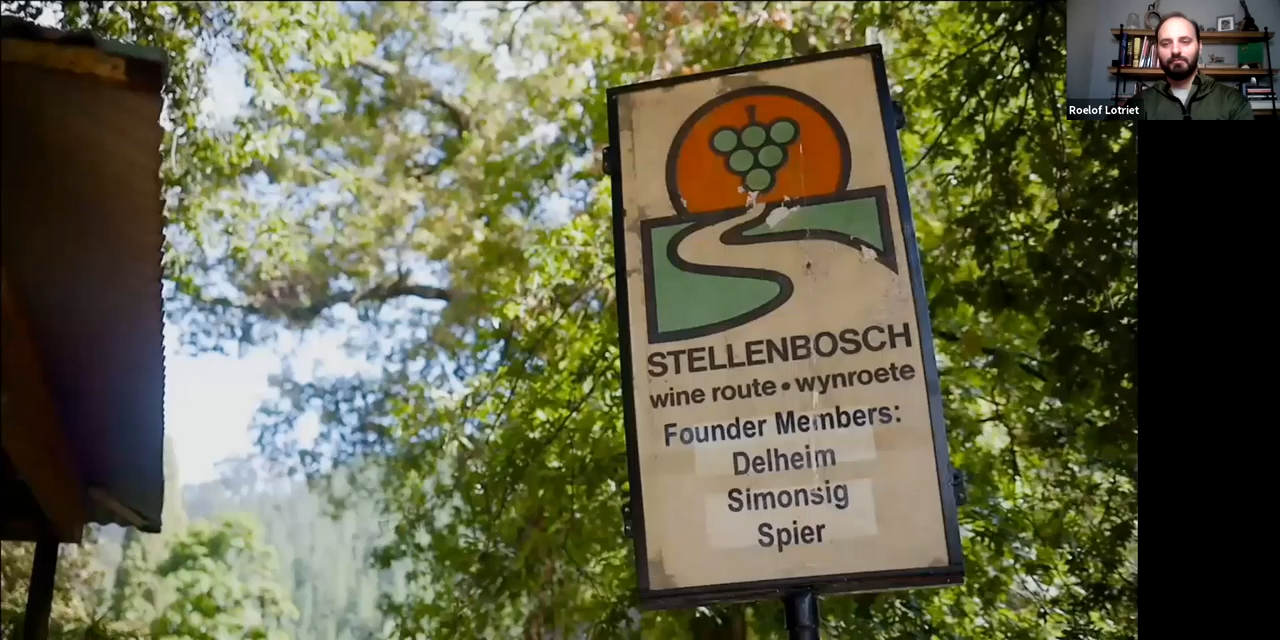 Roelof Lotriet
STELLENBOSCH
wine route • wynroete
Founder Members:
Delheim
Simonsig
Spier